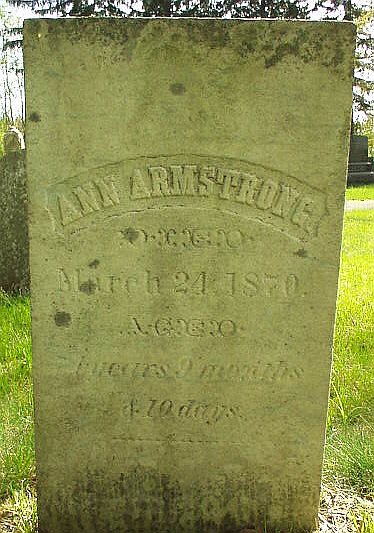 ANN ARMSTRONG
DIED
March 24, 1870.
AGED
years 9 months
& 10 days.